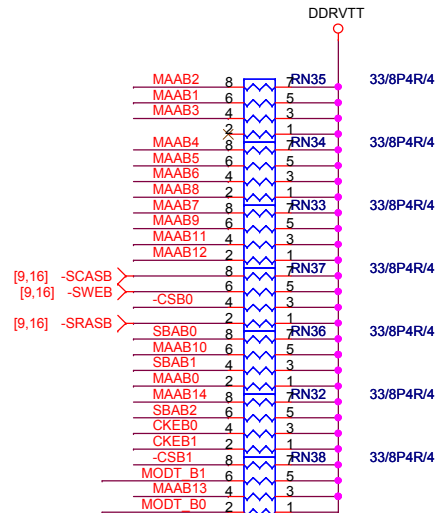 DDRVTT
MAAB2 8 7 RN35 33/8P4R/4
MAAB1 6 5
MAAB3 4 3
2 1
MAAB4 8 7 RN34 33/8P4R/4
MAAB5 6 5
MAAB6 4 3
MAAB8 2 1
MAAB7 8 7 RN33 33/8P4R/4
MAAB9 6 5
MAAB11 4 3
MAAB12 2 1
[9,16] -SCASB 8 7 RN37 33/8P4R/4
[9,16] -SWEB 6 5
-CSB0 4 3
[9,16] -SRASB 2 1
SBAB0 8 7 RN36 33/8P4R/4
MAAB10 6 5
SBAB1 4 3
MAAB0 2 1
MAAB14 8 7 RN32 33/8P4R/4
SBAB2 6 5
CKEB0 4 3
CKEB1 2 1
-CSB1 8 7 RN38 33/8P4R/4
MODT_B1 6 5
MAAB13 4 3
MODT_B0 2 1